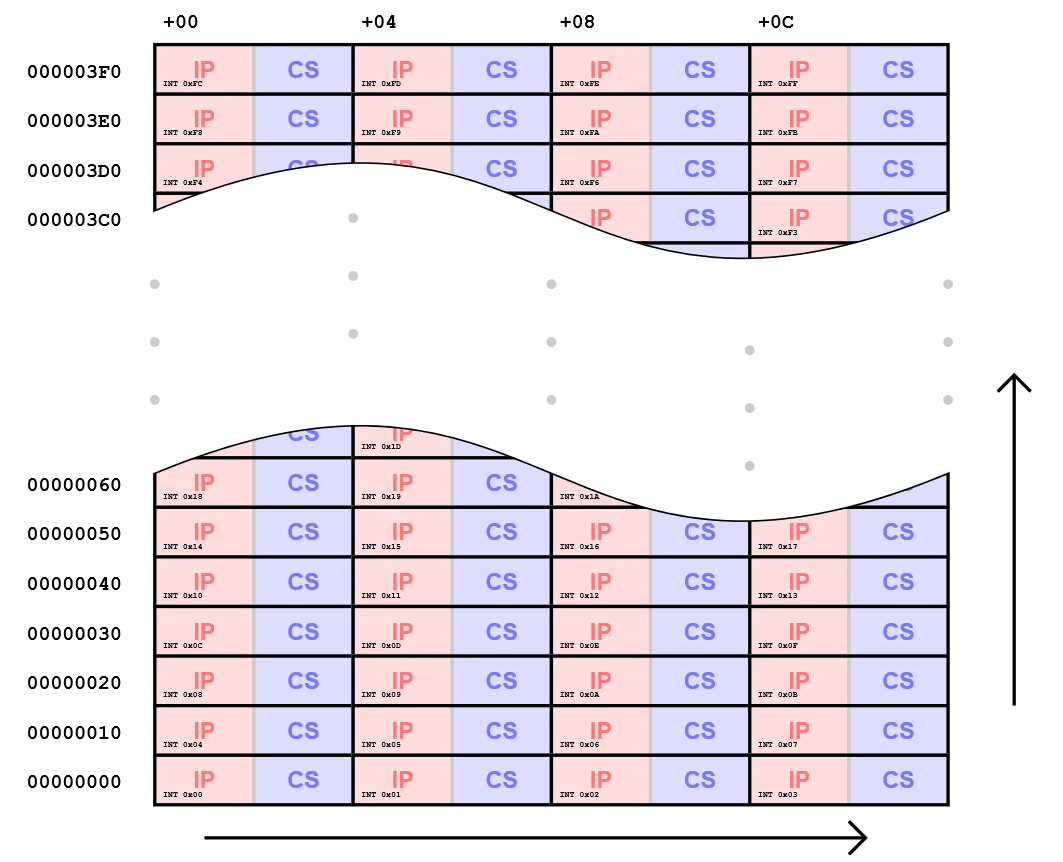 +00 +04 +08 +0C
000003F0 IP CS IP CS IP CS IP CS
INT 0xFC INT 0xFD INT 0xFE INT 0xFF
000003E0 IP CS IP CS IP CS IP CS
INT 0xF8 INT 0xF9 INT 0xFA INT 0xFB
000003D0 IP CS IP CS IP CS IP CS
INT 0xF4 INT 0xF6 INT 0xF7
000003C0 IP CS IP CS
INT 0xF3
CS IP
INT 0x1D
00000060 IP CS IP CS
INT 0x18 INT 0x19 INT 0x1A
00000050 IP CS IP CS IP CS IP CS
INT 0x14 INT 0x15 INT 0x16 INT 0x17
00000040 IP CS IP CS IP CS IP CS
INT 0x10 INT 0x11 INT 0x12 INT 0x13
00000030 IP CS IP CS IP CS IP CS
INT 0x0C INT 0x0D INT 0x0E INT 0x0F
00000020 IP CS IP CS IP CS IP CS
INT 0x08 INT 0x09 INT 0x0A INT 0x0B
00000010 IP CS IP CS IP CS IP CS
INT 0x04 INT 0x05 INT 0x06 INT 0x07
00000000 IP CS IP CS IP CS IP CS
INT 0x00 INT 0x01 INT 0x02 INT 0x03